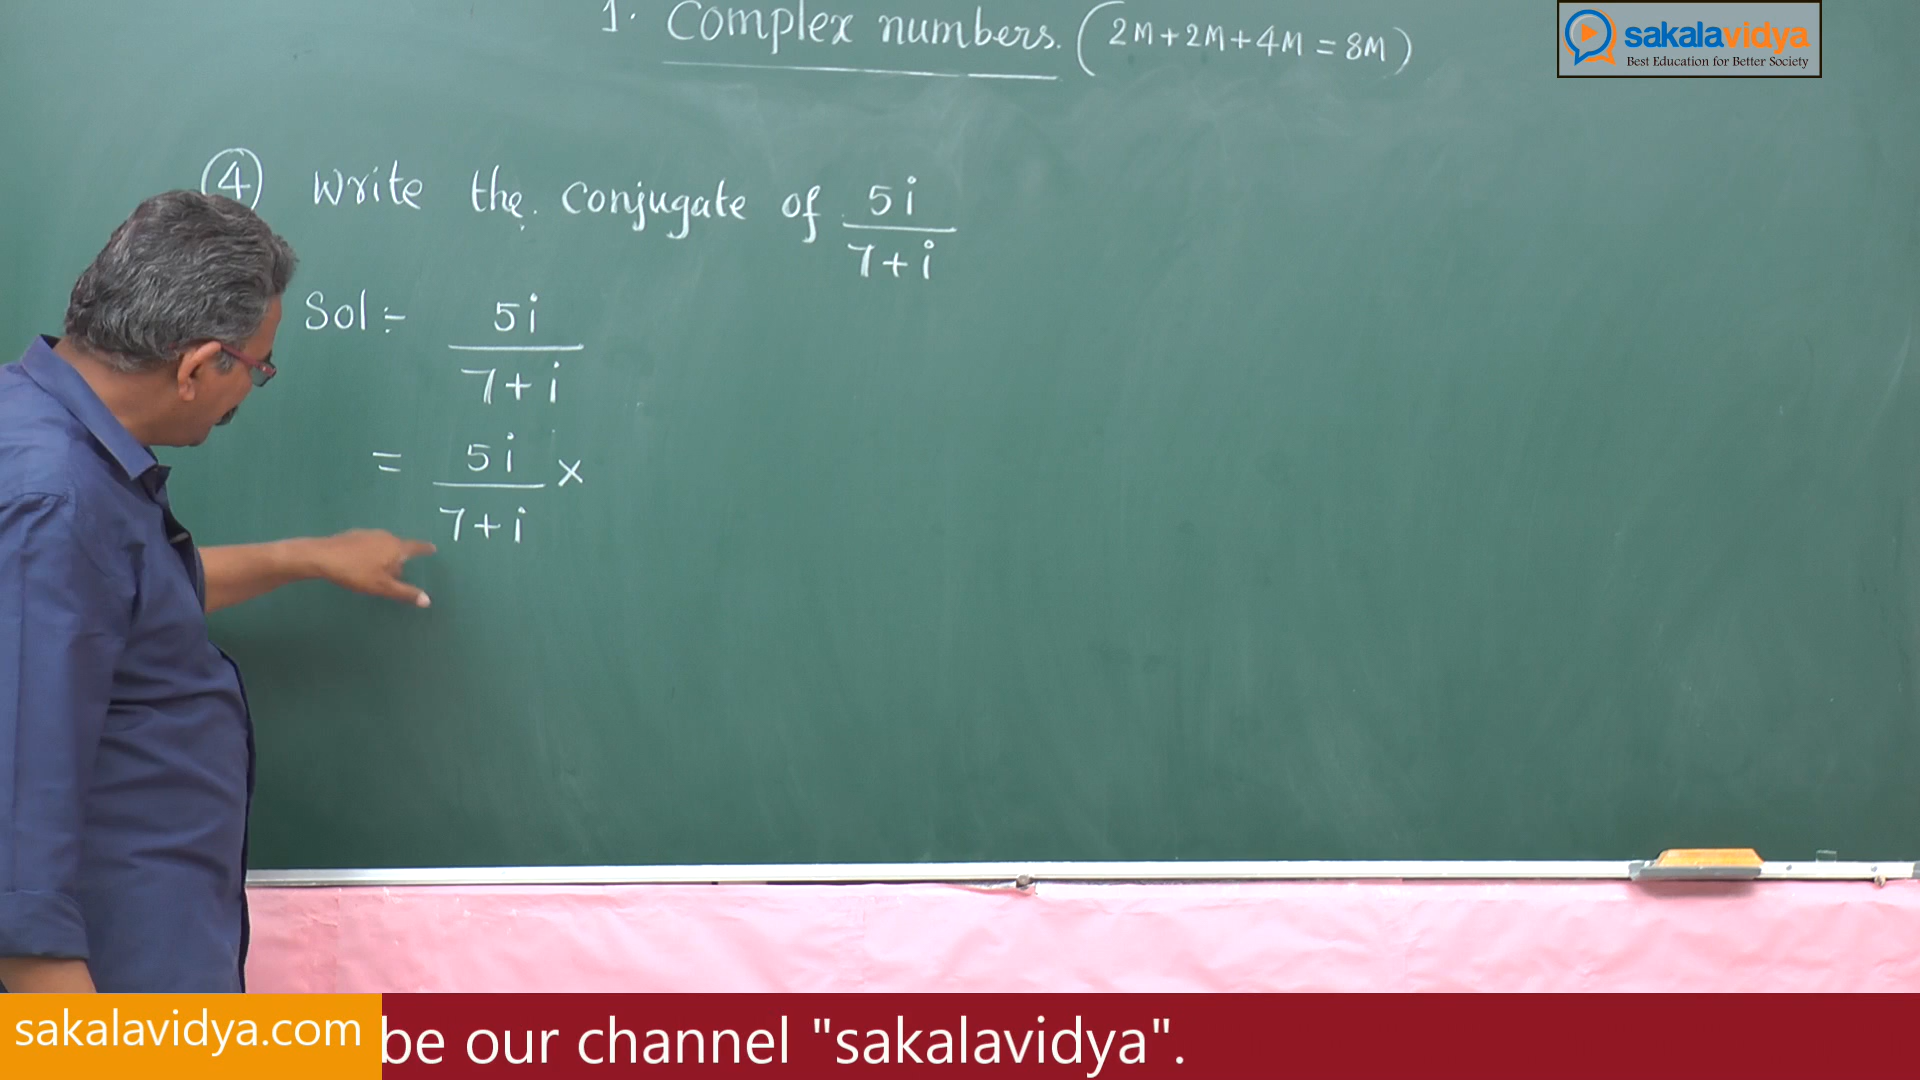 1. Complex numbers. (2M+2M+4M = 8M)
sakalavidya
Best Education for Better Society
④ Write the conjugate of 5i / 7+i
Sol :- 5i / 7+i
= 5i / 7+i ×
sakalavidya.com
be our channel "sakalavidya".